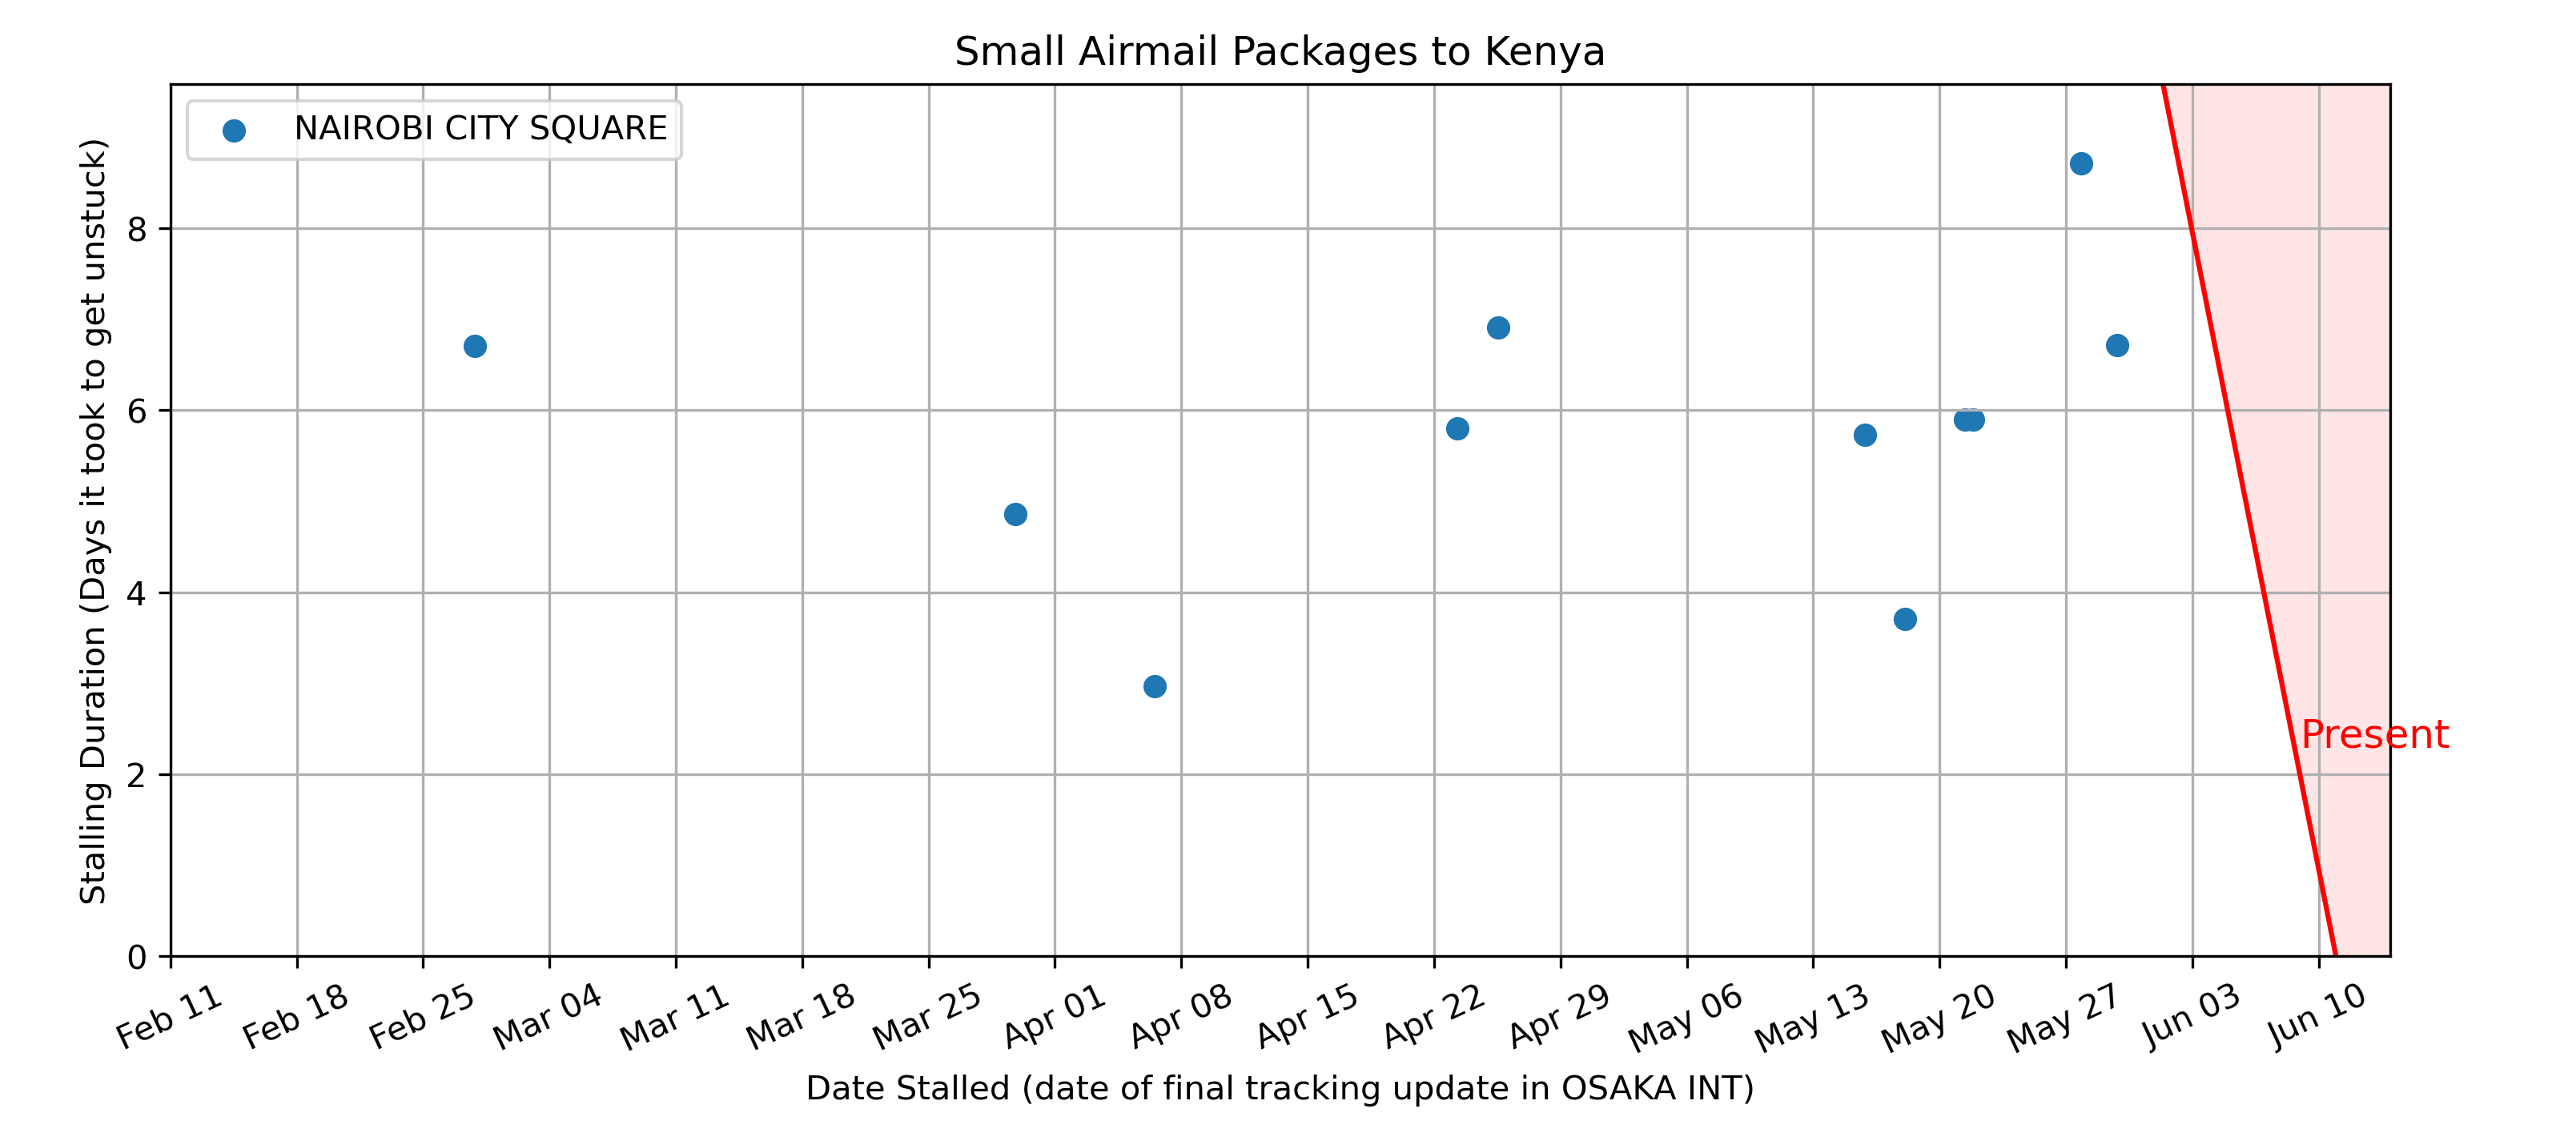 Small Airmail Packages to Kenya
NAIROBI CITY SQUARE
Stalling Duration (Days it took to get unstuck)
8
6
4
2
0
Present
Feb 11
Feb 18
Feb 25
Mar 04
Mar 11
Mar 18
Mar 25
Apr 01
Apr 08
Apr 15
Apr 22
Apr 29
May 06
May 13
May 20
May 27
Jun 03
Jun 10
Date Stalled (date of final tracking update in OSAKA INT)